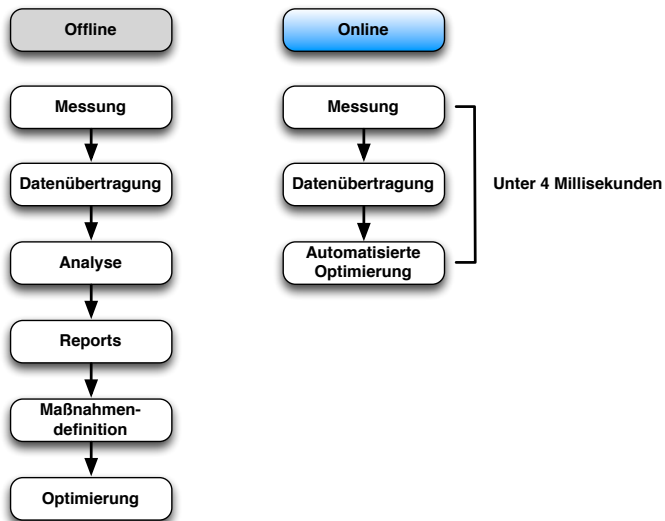 Offline
Messung
Datenübertragung
Analyse
Reports
Maßnahmen-
definition
Optimierung
Online
Messung
Datenübertragung
Automatisierte
Optimierung
Unter 4 Millisekunden